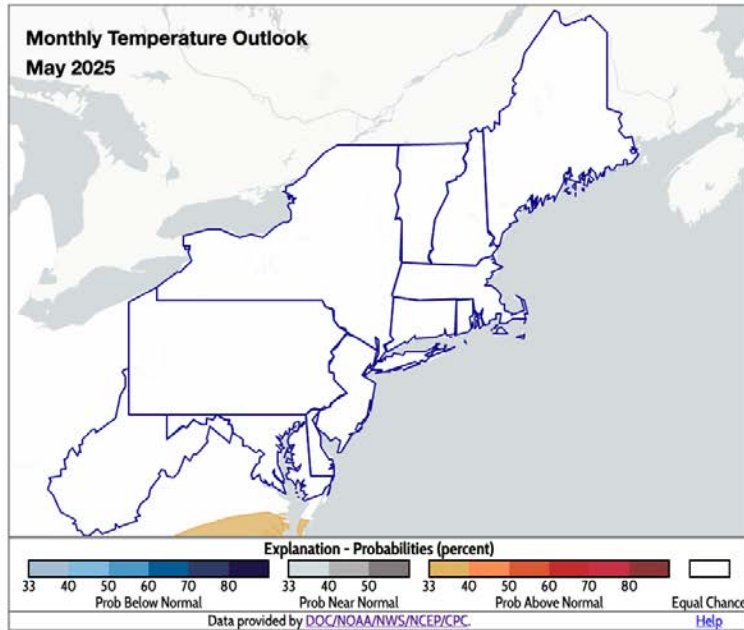 Monthly Temperature Outlook
May 2025
Explanation - Probabilities (percent)
33 40 50 60 70 80 33 40 50 33 40 50 60 70 80
Prob Below Normal Prob Near Normal Prob Above Normal Equal Chance
Data provided by DOC/NOAA/NWS/NCEP/CPC. Help